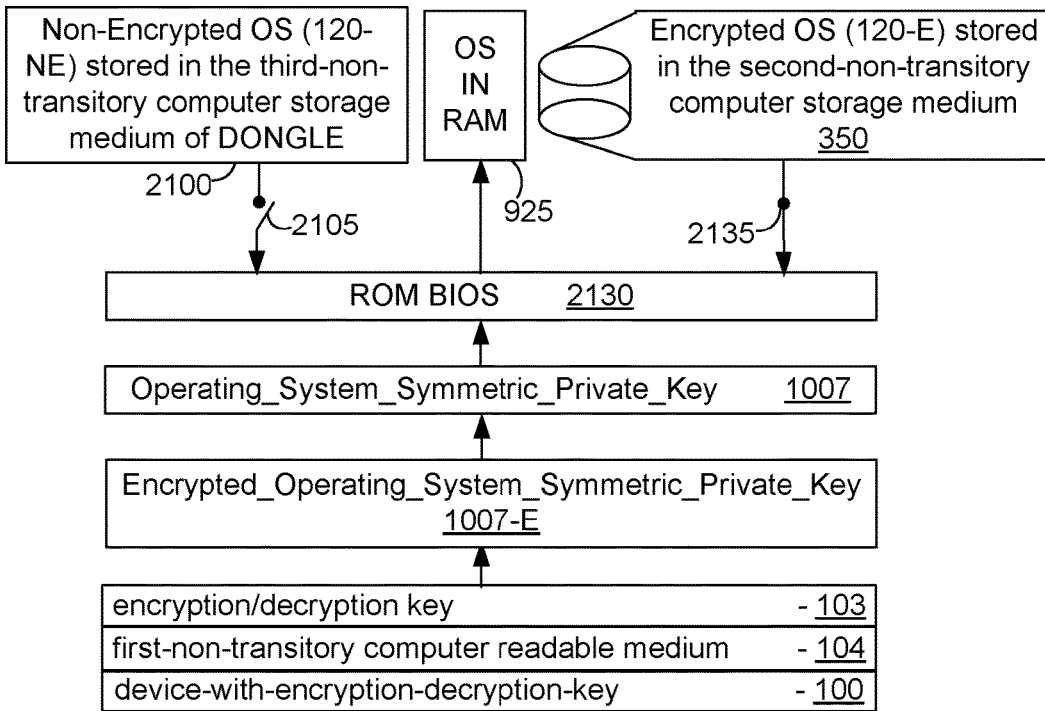 Non-Encrypted OS (120-
NE) stored in the third-non-
transitory computer storage
medium of DONGLE
2100
2105
OS
IN
RAM
925
Encrypted OS (120-E) stored
in the second-non-transitory
computer storage medium
350
2135
ROM BIOS 2130
Operating_System_Symmetric_Private_Key 1007
Encrypted_Operating_System_Symmetric_Private_Key
1007-E
encryption/decryption key - 103
first-non-transitory computer readable medium - 104
device-with-encryption-decryption-key - 100